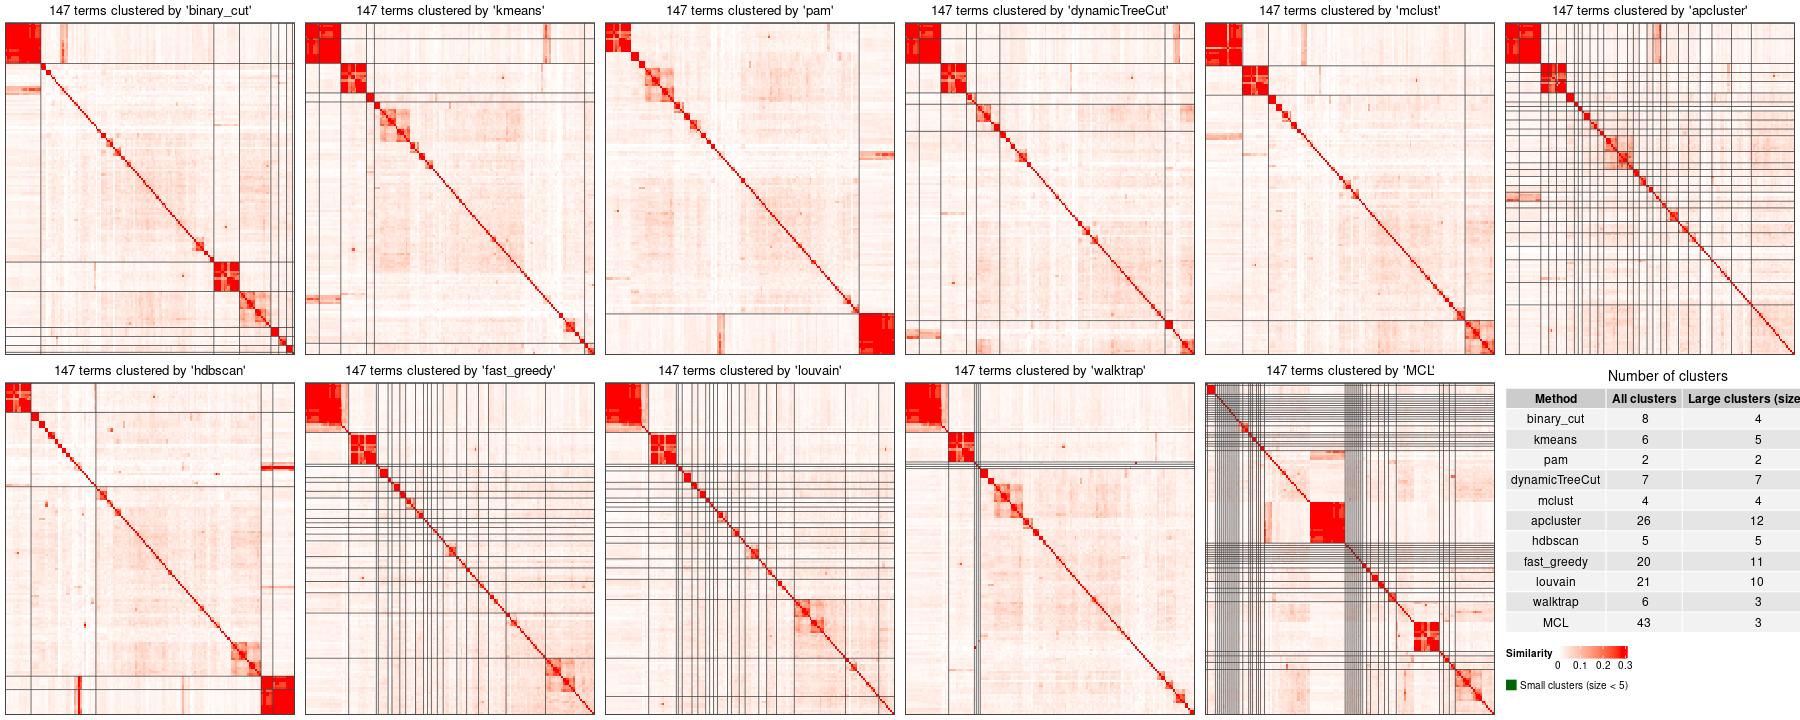 147 terms clustered by 'binary_cut'
147 terms clustered by 'kmeans'
147 terms clustered by 'pam'
147 terms clustered by 'dynamicTreeCut'
147 terms clustered by 'mclust'
147 terms clustered by 'apcluster'
147 terms clustered by 'hdbscan'
147 terms clustered by 'fast_greedy'
147 terms clustered by 'louvain'
147 terms clustered by 'walktrap'
147 terms clustered by 'MCL'
Number of clusters
Method All clusters Large clusters (size
binary_cut 8 4
kmeans 6 5
pam 2 2
dynamicTreeCut 7 7
mclust 4 4
apcluster 26 12
hdbscan 5 5
fast_greedy 20 11
louvain 21 10
walktrap 6 3
MCL 43 3
Similarity
0 0.1 0.2 0.3
Small clusters (size < 5)